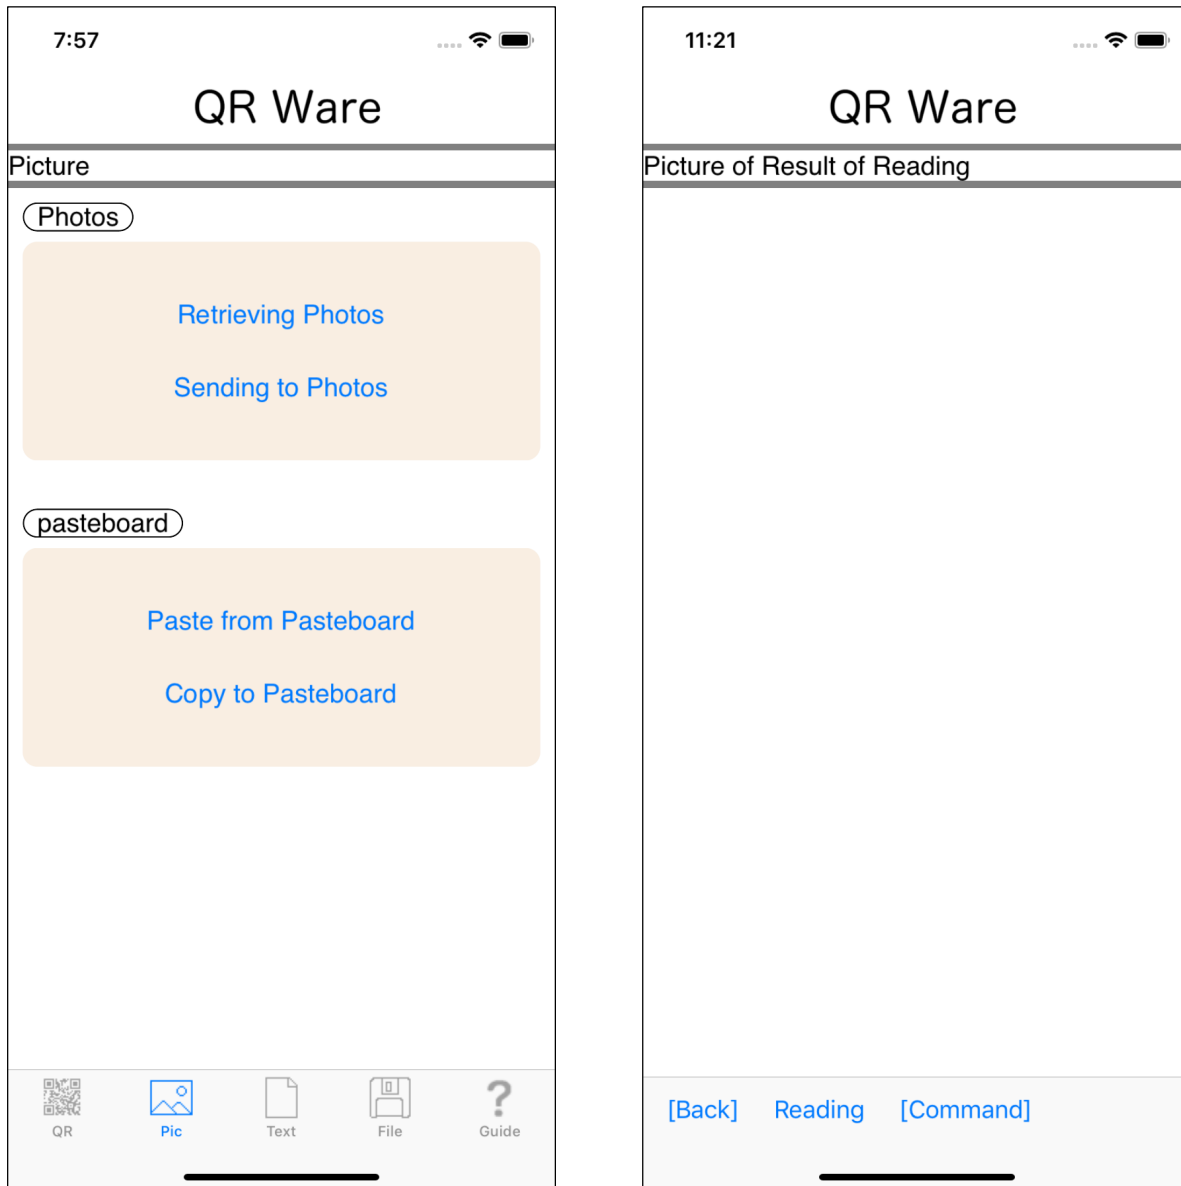 7:57
QR Ware
Picture
Photos
Retrieving Photos
Sending to Photos
pasteboard
Paste from Pasteboard
Copy to Pasteboard
QR Pic Text File Guide
11:21
QR Ware
Picture of Result of Reading
[Back] Reading [Command]